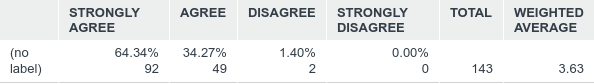 STRONGLY AGREE DISAGREE STRONGLY TOTAL WEIGHTED
AGREE DISAGREE AVERAGE
(no 64.34% 34.27% 1.40% 0.00%
label) 92 49 2 0 143 3.63